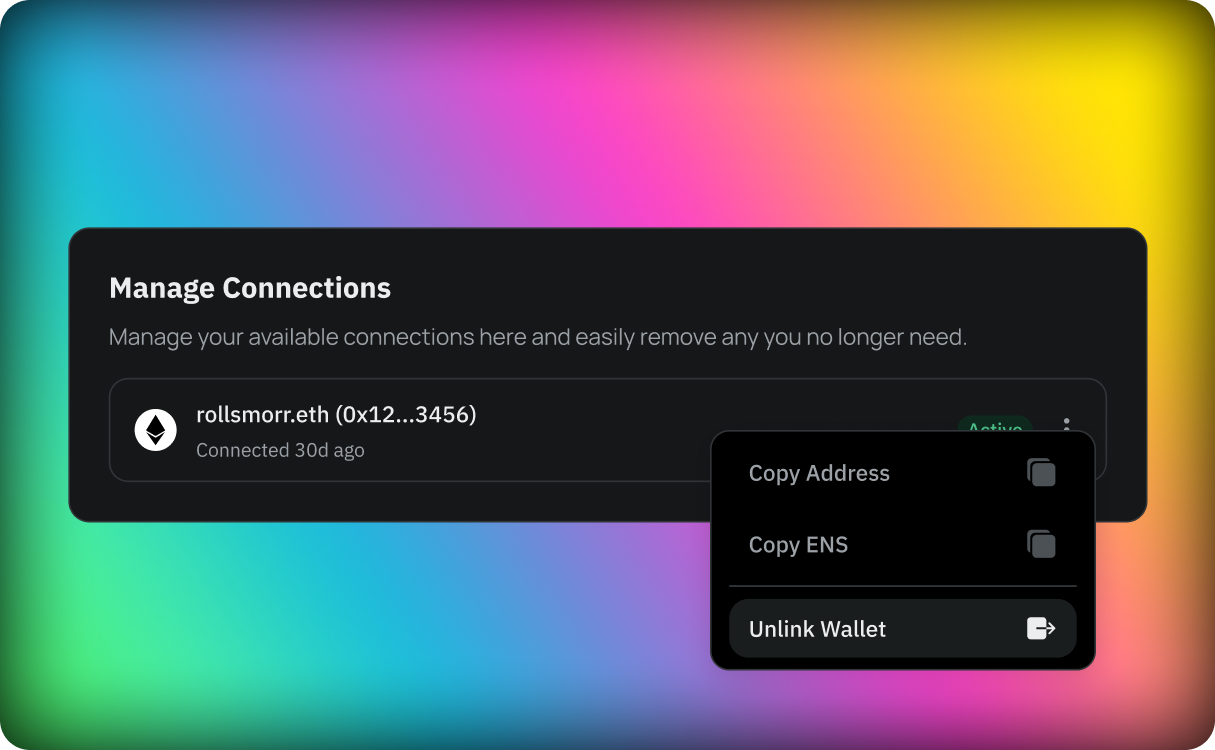 Manage Connections
Manage your available connections here and easily remove any you no longer need.
rollsmorr.eth (0x12...3456)
Connected 30d ago
Active
Copy Address
Copy ENS
Unlink Wallet